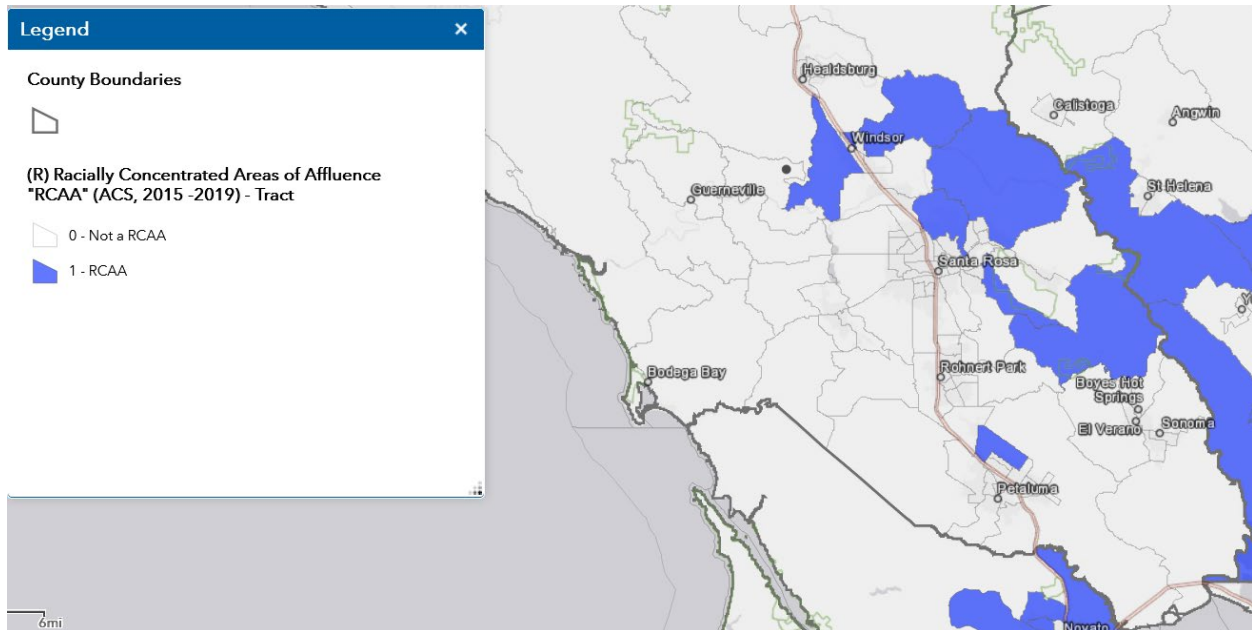 Legend
×
County Boundaries
(R) Racially Concentrated Areas of Affluence
"RCAA" (ACS, 2015 -2019) - Tract
0 - Not a RCAA
1 - RCAA
Healdsburg
Calistoga
Angwin
Windsor
St Helena
Guerneville
Santa Rosa
Bodega Bay
Rohnert Park
Boyes Hot
Springs
El Verano
Sonoma
Petaluma
Novato
6mi